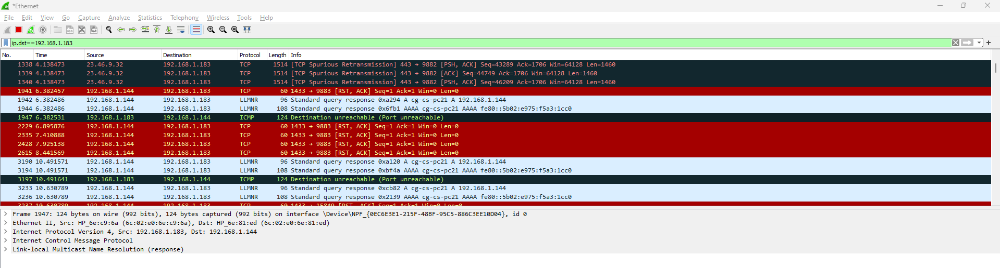 *Ethernet
File Edit View Go Capture Analyze Statistics Telephony Wireless Tools Help
ip.dst==192.168.1.183
No. Time Source Destination Protocol Length Info
1338 4.138473 23.46.9.32 192.168.1.183 TCP 1514 [TCP Spurious Retransmission] 443 → 9882 [PSH, ACK] Seq=43289 Ack=1706 Win=64128 Len=1460
1339 4.138473 23.46.9.32 192.168.1.183 TCP 1514 [TCP Spurious Retransmission] 443 → 9882 [ACK] Seq=44749 Ack=1706 Win=64128 Len=1460
1340 4.138473 23.46.9.32 192.168.1.183 TCP 1514 [TCP Spurious Retransmission] 443 → 9882 [PSH, ACK] Seq=46209 Ack=1706 Win=64128 Len=1460
1941 6.382457 192.168.1.144 192.168.1.183 TCP 60 1433 → 9883 [RST, ACK] Seq=1 Ack=1 Win=0 Len=0
1942 6.382486 192.168.1.144 192.168.1.183 LLMNR 96 Standard query response 0xa294 A cg-cs-pc21 A 192.168.1.144
1944 6.382486 192.168.1.144 192.168.1.183 LLMNR 108 Standard query response 0x6fb1 AAAA cg-cs-pc21 AAAA fe80::5b02:e975:f5a3:1cc0
1947 6.382531 192.168.1.183 192.168.1.144 ICMP 124 Destination unreachable (Port unreachable)
2229 6.895876 192.168.1.144 192.168.1.183 TCP 60 1433 → 9883 [RST, ACK] Seq=1 Ack=1 Win=0 Len=0
2335 7.410888 192.168.1.144 192.168.1.183 TCP 60 1433 → 9883 [RST, ACK] Seq=1 Ack=1 Win=0 Len=0
2428 7.925138 192.168.1.144 192.168.1.183 TCP 60 1433 → 9883 [RST, ACK] Seq=1 Ack=1 Win=0 Len=0
2615 8.441569 192.168.1.144 192.168.1.183 TCP 60 1433 → 9883 [RST, ACK] Seq=1 Ack=1 Win=0 Len=0
3190 10.491571 192.168.1.144 192.168.1.183 LLMNR 96 Standard query response 0xa120 A cg-cs-pc21 A 192.168.1.144
3194 10.491571 192.168.1.144 192.168.1.183 LLMNR 108 Standard query response 0xbf4a AAAA cg-cs-pc21 AAAA fe80::5b02:e975:f5a3:1cc0
3197 10.491641 192.168.1.183 192.168.1.144 ICMP 124 Destination unreachable (Port unreachable)
3233 10.630789 192.168.1.144 192.168.1.183 LLMNR 96 Standard query response 0xcb82 A cg-cs-pc21 A 192.168.1.144
3236 10.630789 192.168.1.144 192.168.1.183 LLMNR 108 Standard query response 0x2139 AAAA cg-cs-pc21 AAAA fe80::5b02:e975:f5a3:1cc0
3237 10.630789 192.168.1.144 192.168.1.183 TCP 60 1433 → 15849 [RST, ACK] Seq=1 Ack=1 Win=0 Len=0
Frame 1947: 124 bytes on wire (992 bits), 124 bytes captured (992 bits) on interface \Device\NPF_{0EC6E3E1-215F-48BF-95C5-886C3EE10D04}, id 0
Ethernet II, Src: HP_6e:c9:6a (6c:02:e0:6e:c9:6a), Dst: HP_6e:81:ed (6c:02:e0:6e:81:ed)
Internet Protocol Version 4, Src: 192.168.1.183, Dst: 192.168.1.144
Internet Control Message Protocol
Link-local Multicast Name Resolution (response)